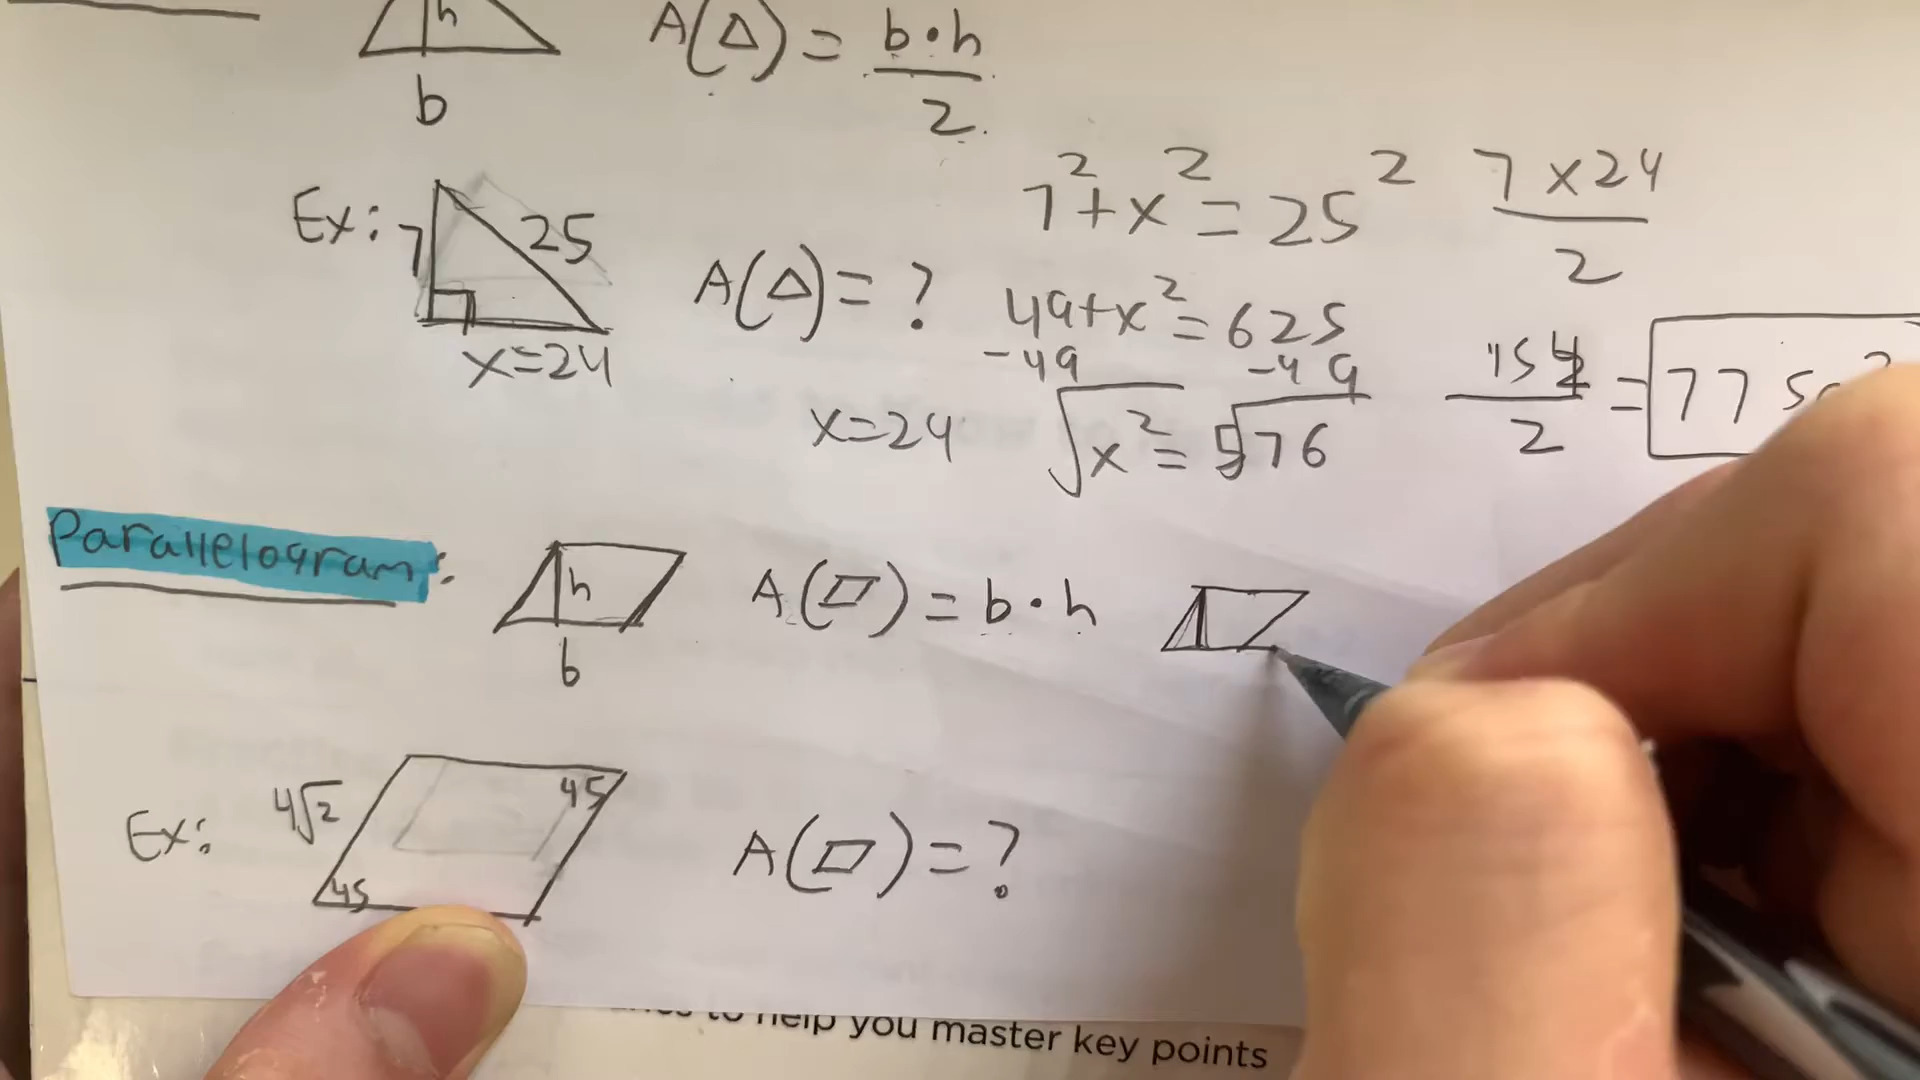 h
A(△) = b•h
2
b
Ex: 7 25
x=24
A(△) = ?
7²+x² = 25²
49+x² = 625
-49 -49
√x² = √576
x=24
7 x 24
2
154
2
= 77
Parallelogram:
h
b
A(▱) = b•h
Ex: 4√2 45
45
A(▱) = ?
to help you master key points